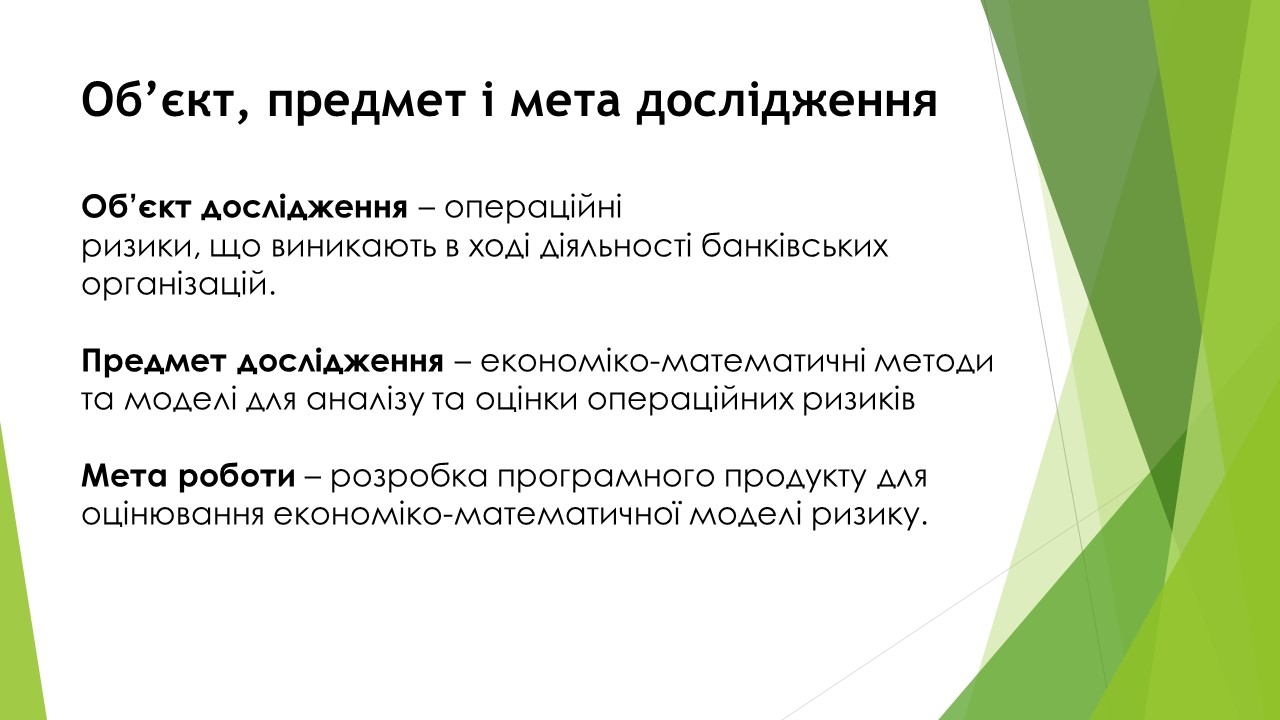 Об’єкт, предмет і мета дослідження
Об’єкт дослідження – операційні
ризики, що виникають в ході діяльності банківських
організацій.
Предмет дослідження – економіко-математичні методи
та моделі для аналізу та оцінки операційних ризиків
Мета роботи – розробка програмного продукту для
оцінювання економіко-математичної моделі ризику.